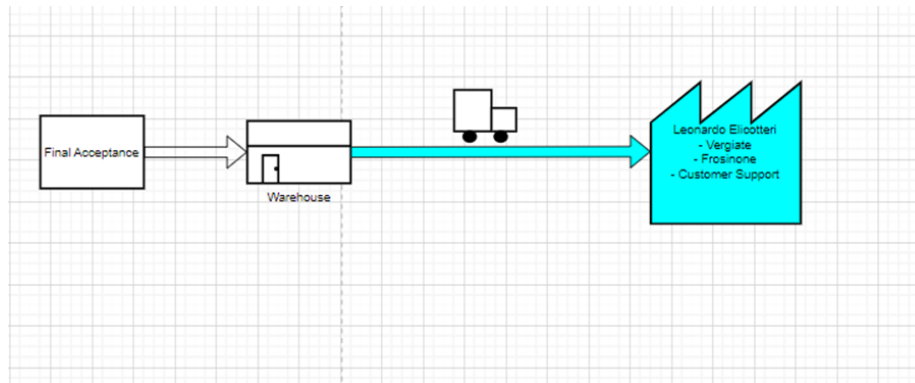 Final Acceptance
Warehouse
Leonardo Elicotteri
- Vergiate
- Frosinone
- Customer Support